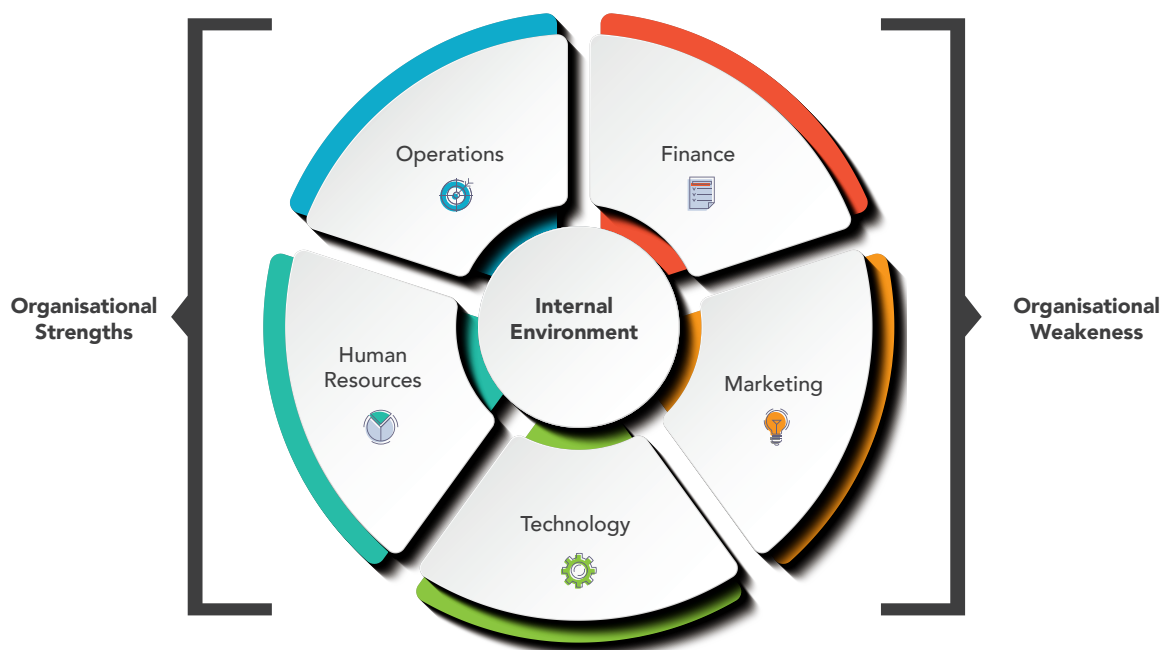 Operations
Finance
Organisational
Strengths
Internal
Environment
Organisational
Weakeness
Human
Resources
Marketing
Technology